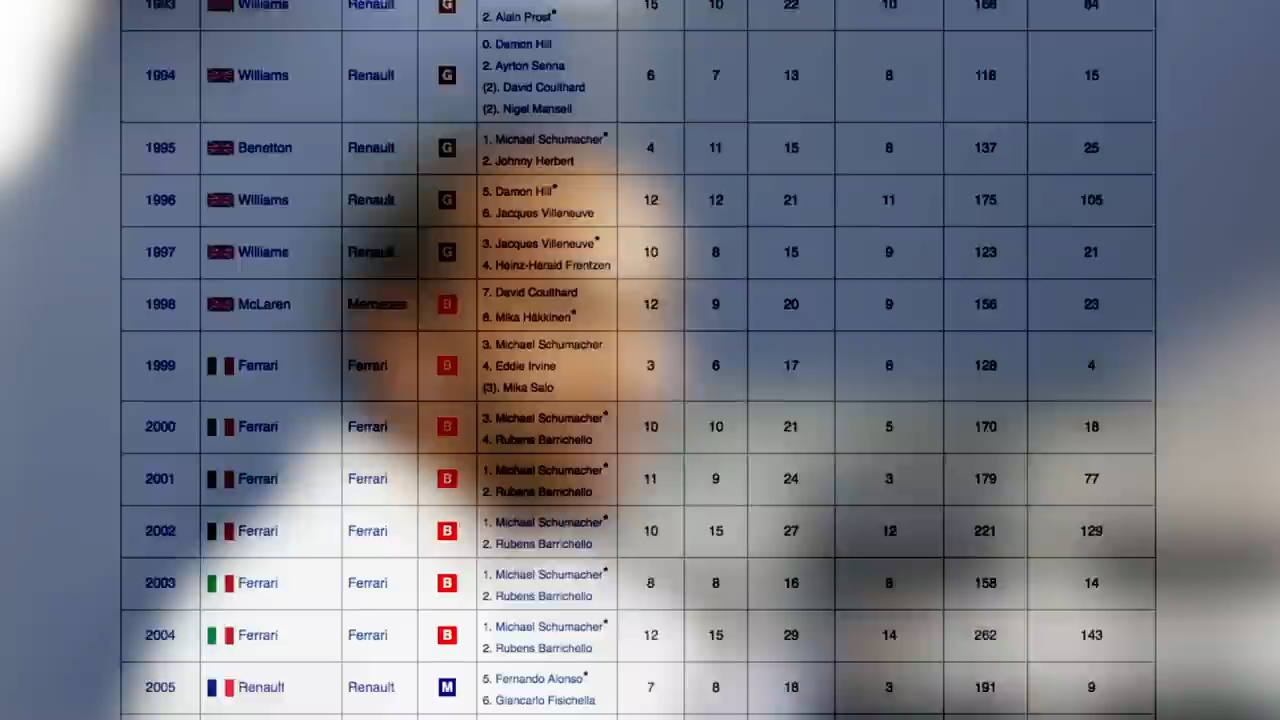 1993 Williams Renault G 2. Alain Prost* 15 10 22 10 168 84
0. Damon Hill
1994 Williams Renault G 2. Ayrton Senna 6 7 13 8 118 15
(2). David Coulthard
(2). Nigel Mansell
1995 Benetton Renault G 1. Michael Schumacher* 4 11 15 8 137 25
2. Johnny Herbert
1996 Williams Renault G 5. Damon Hill* 12 12 21 11 175 105
6. Jacques Villeneuve
1997 Williams Renault G 3. Jacques Villeneuve* 10 8 15 9 123 21
4. Heinz-Harald Frentzen
1998 McLaren Mercedes B 7. David Coulthard 12 9 20 9 156 23
8. Mika Häkkinen*
3. Michael Schumacher
1999 Ferrari Ferrari B 4. Eddie Irvine 3 6 17 6 128 4
(3). Mika Salo
2000 Ferrari Ferrari B 3. Michael Schumacher* 10 10 21 5 170 18
4. Rubens Barrichello
2001 Ferrari Ferrari B 1. Michael Schumacher* 11 9 24 3 179 77
2. Rubens Barrichello
2002 Ferrari Ferrari B 1. Michael Schumacher* 10 15 27 12 221 129
2. Rubens Barrichello
2003 Ferrari Ferrari B 1. Michael Schumacher* 8 8 16 8 158 14
2. Rubens Barrichello
2004 Ferrari Ferrari B 1. Michael Schumacher* 12 15 29 14 262 143
2. Rubens Barrichello
2005 Renault Renault M 5. Fernando Alonso* 7 8 18 3 191 9
6. Giancarlo Fisichella